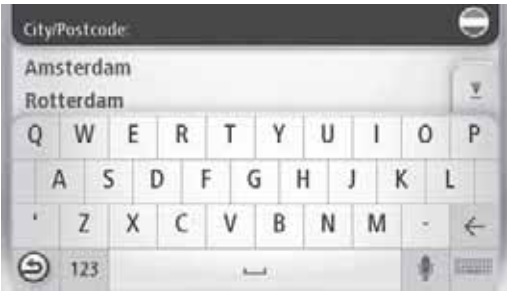 City/Postcode:
Amsterdam
Rotterdam
Q W E R T Y U I O P
A S D F G H J K L
' Z X C V B N M -
123